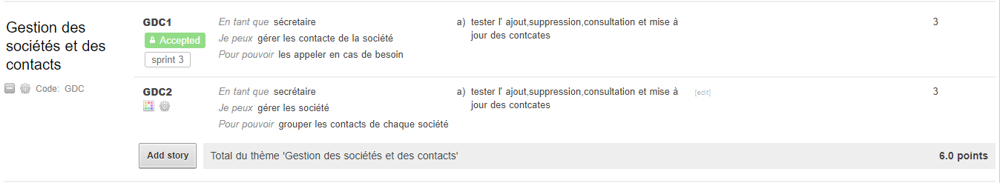 Gestion des
sociétés et des
contacts
Code: GDC
GDC1
Accepted
sprint 3
En tant que sécretaire
Je peux gérer les contacte de la société
Pour pouvoir les appeler en cas de besoin
a) tester l' ajout,suppression,consultation et mise à
jour des contcates
3
GDC2
En tant que secrétaire
Je peux gérer les société
Pour pouvoir grouper les contacts de chaque société
a) tester l' ajout,suppression,consultation et mise à
jour des contcates
[edit]
3
Add story
Total du thème 'Gestion des sociétés et des contacts'
6.0 points